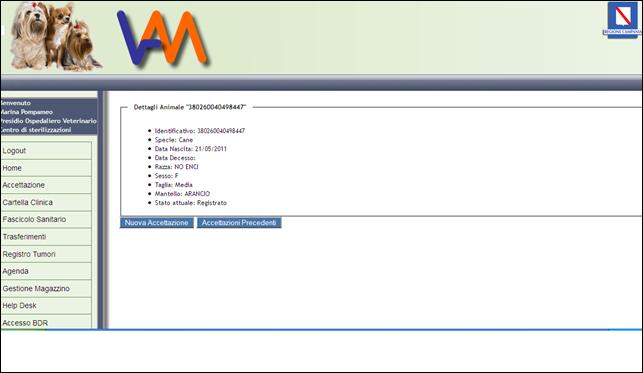 VAM
REGIONE CAMPANIA
Benvenuto
Marina Pompameo
Presidio Ospedaliero Veterinario
Centro di sterilizzazioni
Logout
Home
Accettazione
Cartella Clinica
Fascicolo Sanitario
Trasferimenti
Registro Tumori
Agenda
Gestione Magazzino
Help Desk
Accesso BDR
Dettagli Animale "380260040498447"
• Identificativo: 380260040498447
• Specie: Cane
• Data Nascita: 21/05/2011
• Data Decesso:
• Razza: NO ENCI
• Sesso: F
• Taglia: Media
• Mantello: ARANCIO
• Stato attuale: Registrato
Nuova Accettazione Accettazioni Precedenti